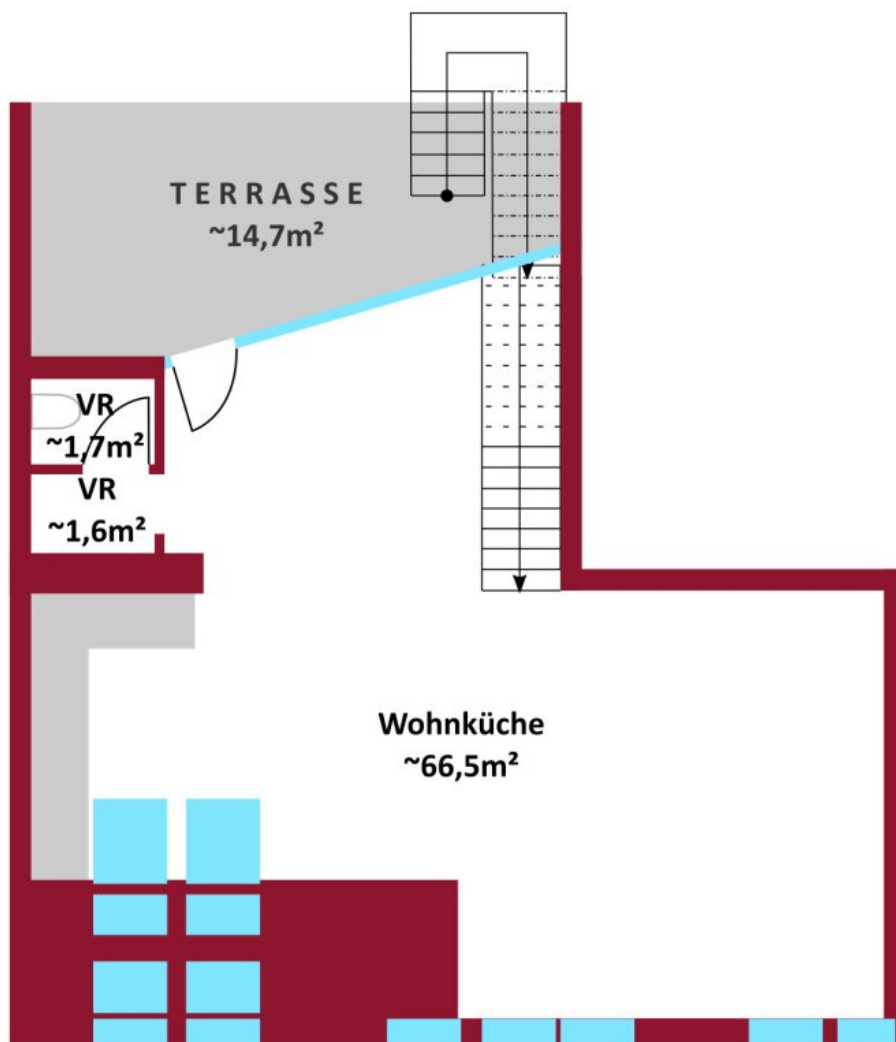 TERRASSE
~14,7m²
VR
~1,7m²
VR
~1,6m²
Wohnküche
~66,5m²